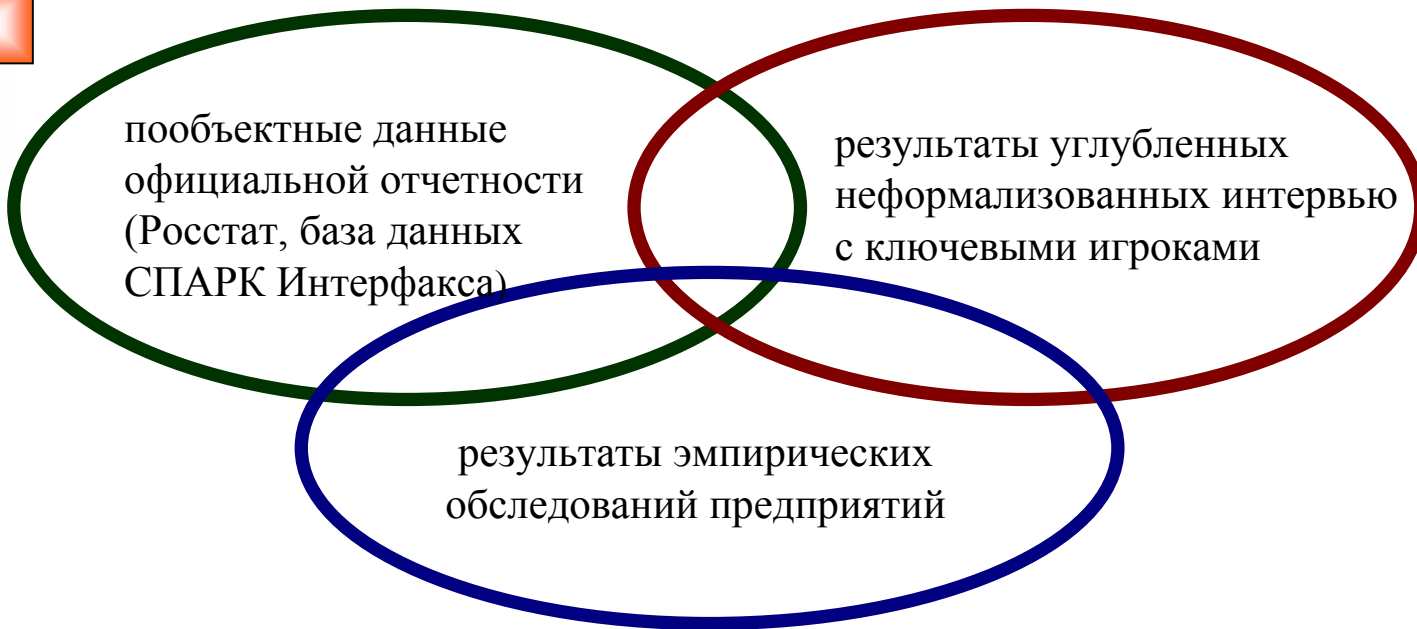 пообъектные данные
официальной отчетности
(Росстат, база данных
СПАРК Интерфакса)
результаты углубленных
неформализованных интервью
с ключевыми игроками
результаты эмпирических
обследований предприятий